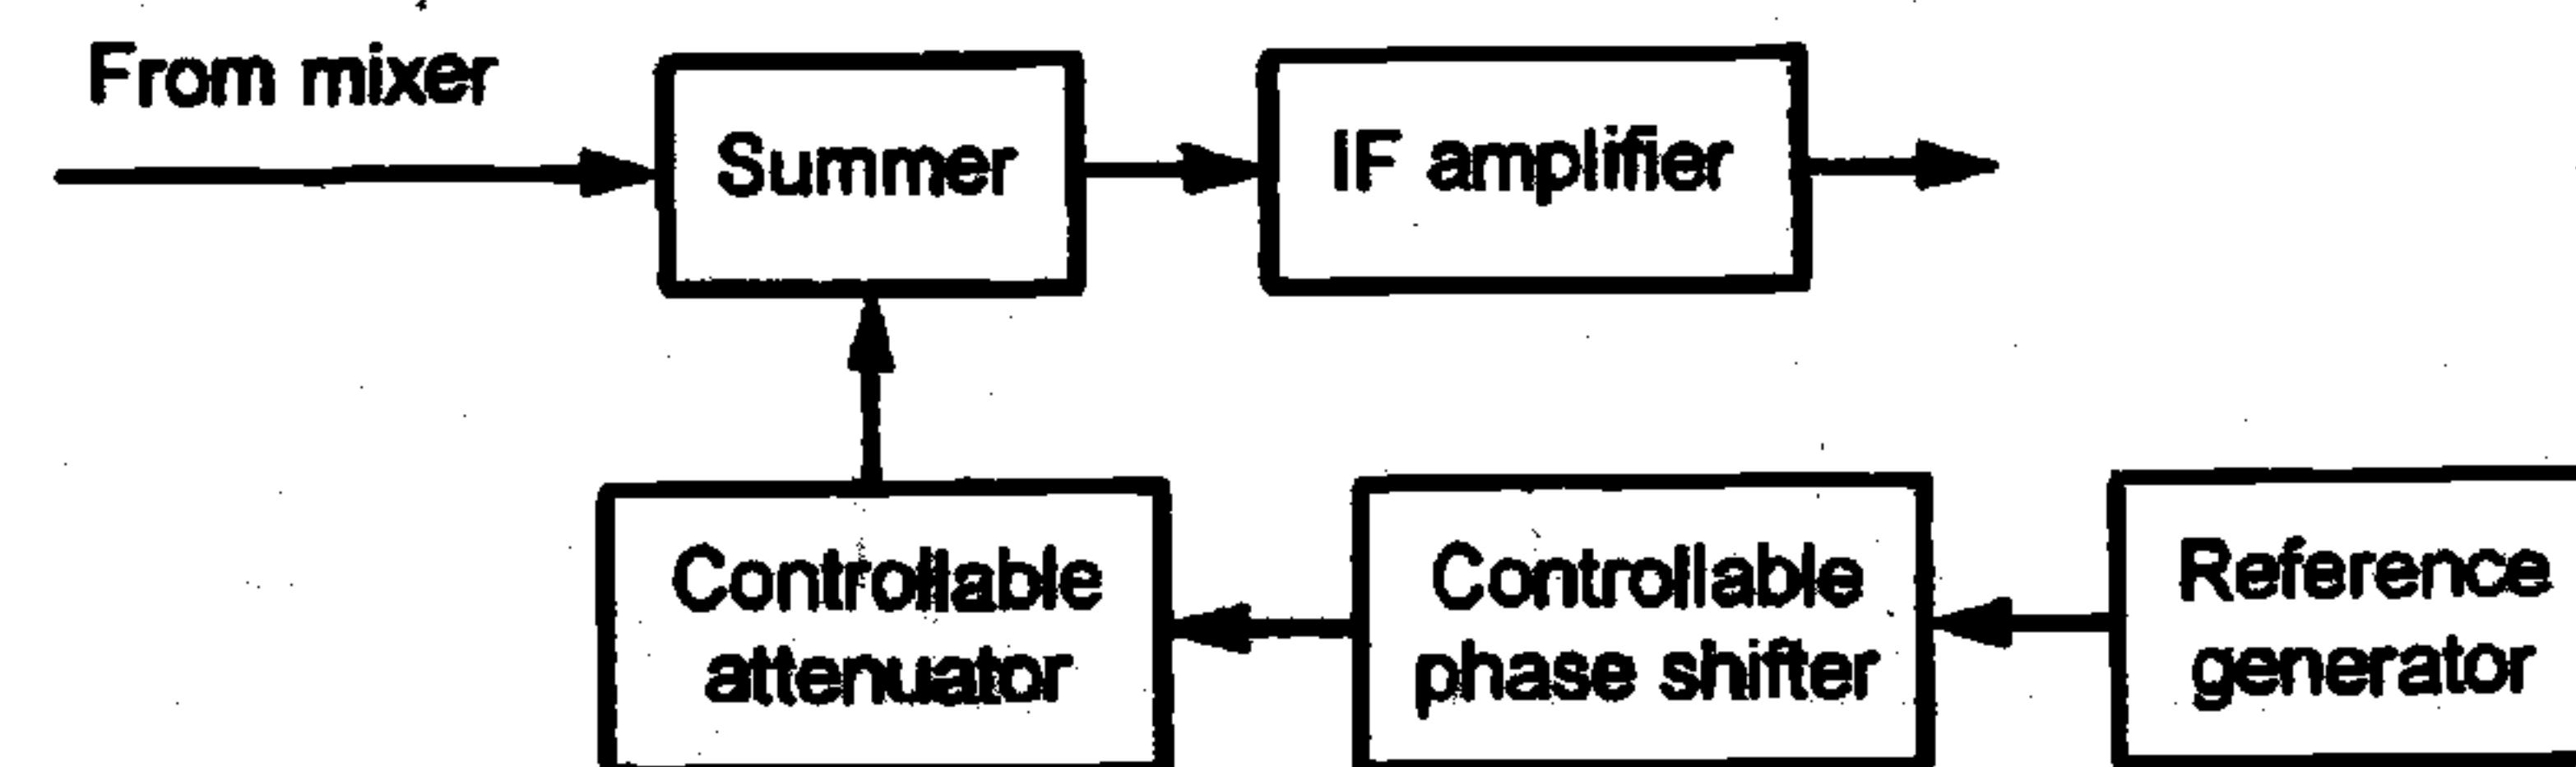 From mixer
Summer
IF amplifier
Controllable
attenuator
Controllable
phase shifter
Reference
generator